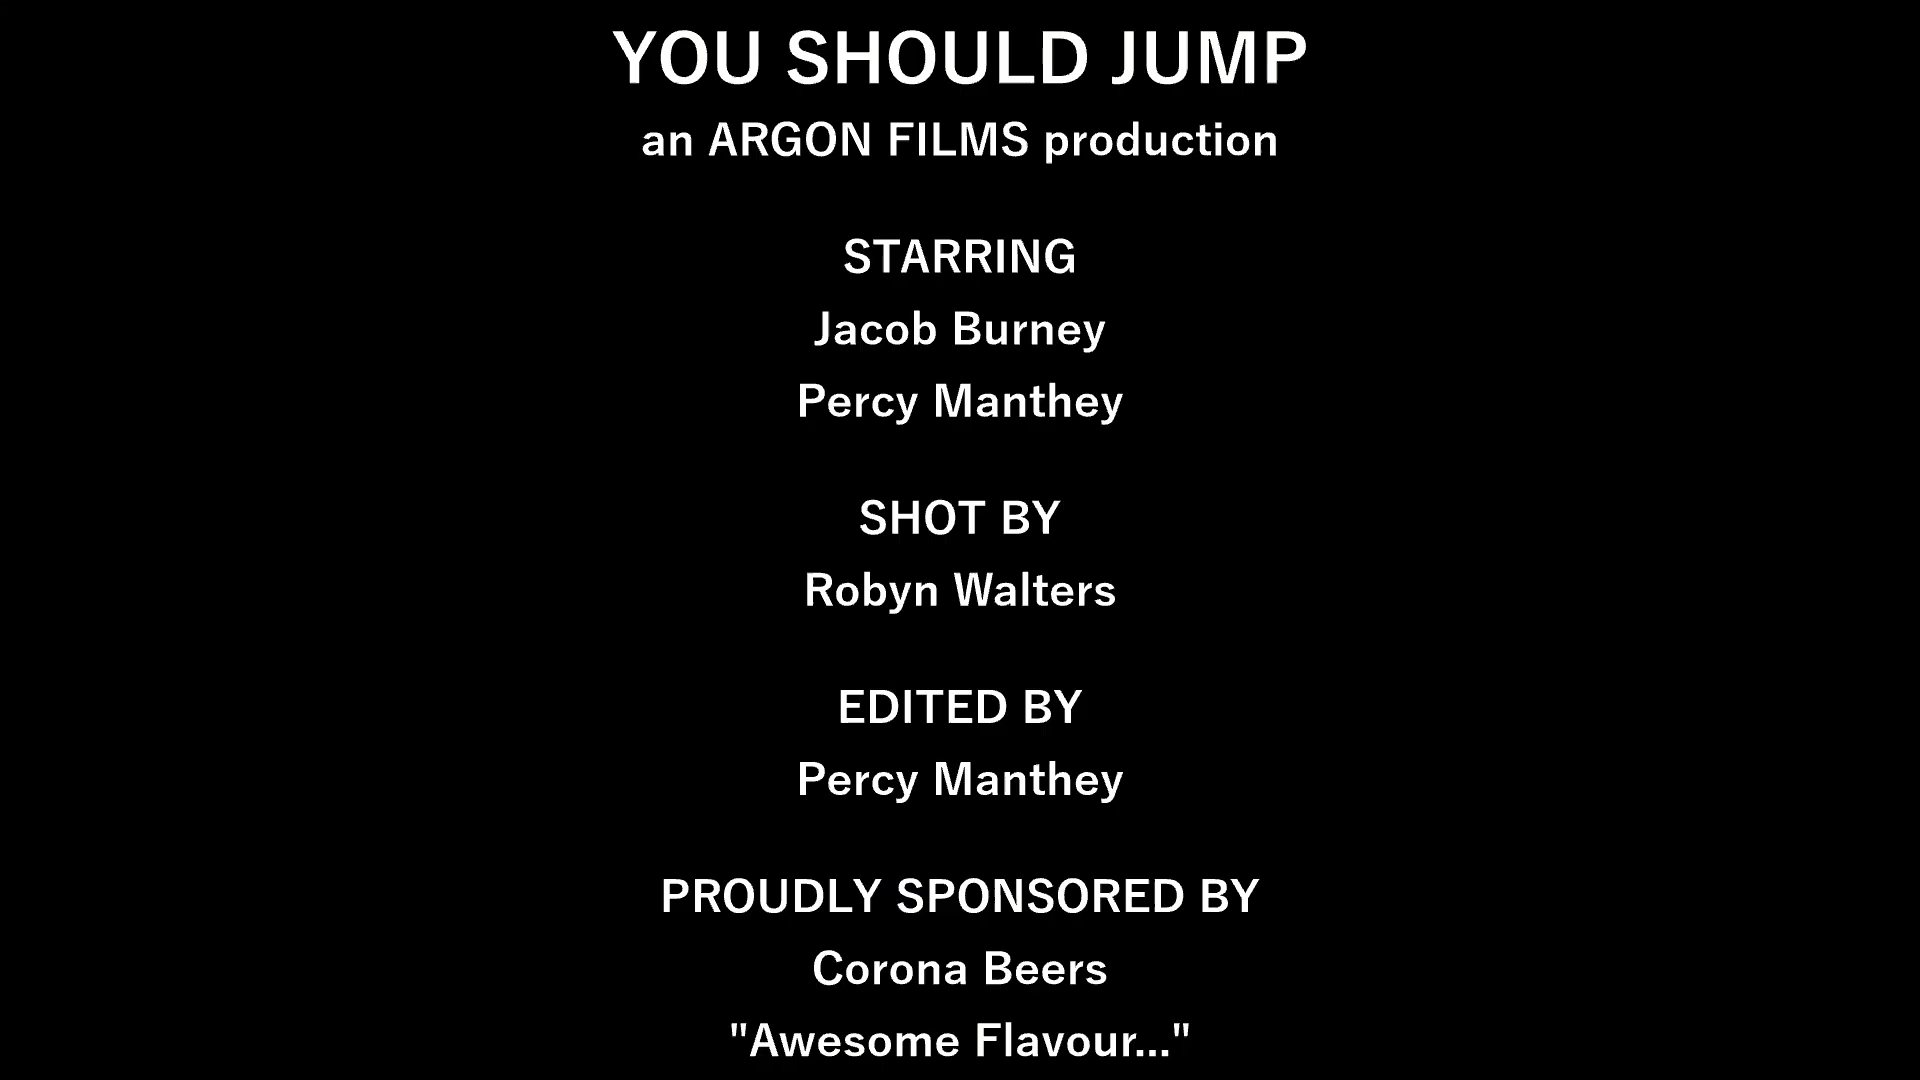 YOU SHOULD JUMP
an ARGON FILMS production
STARRING
Jacob Burney
Percy Manthey
SHOT BY
Robyn Walters
EDITED BY
Percy Manthey
PROUDLY SPONSORED BY
Corona Beers
"Awesome Flavour..."